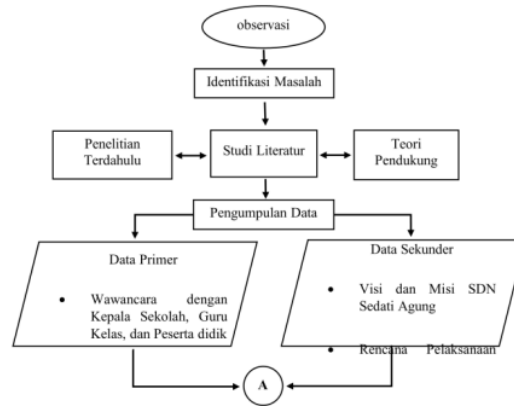 observasi
Identifikasi Masalah
Penelitian
Terdahulu
Studi Literatur
Teori
Pendukung
Pengumpulan Data
Data Primer
• Wawancara dengan
Kepala Sekolah, Guru
Kelas, dan Peserta didik
Data Sekunder
• Visi dan Misi SDN
Sedati Agung
• Rencana Pelaksanaan
A